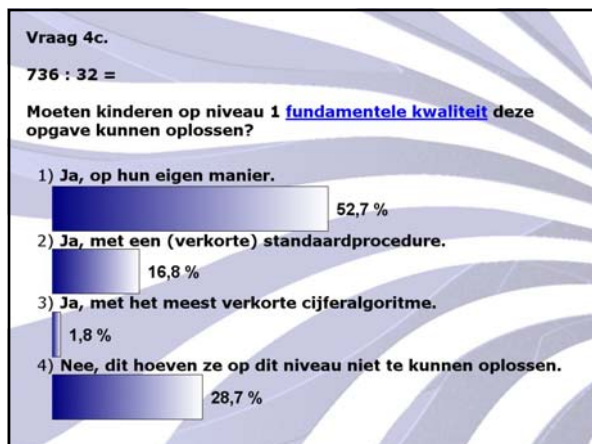 Vraag 4c.
736 : 32 =
Moeten kinderen op niveau 1 fundamentele kwaliteit deze
opgave kunnen oplossen?
1) Ja, op hun eigen manier.
52,7 %
2) Ja, met een (verkorte) standaardprocedure.
16,8 %
3) Ja, met het meest verkorte cijferalgoritme.
1,8 %
4) Nee, dit hoeven ze op dit niveau niet te kunnen oplossen.
28,7 %